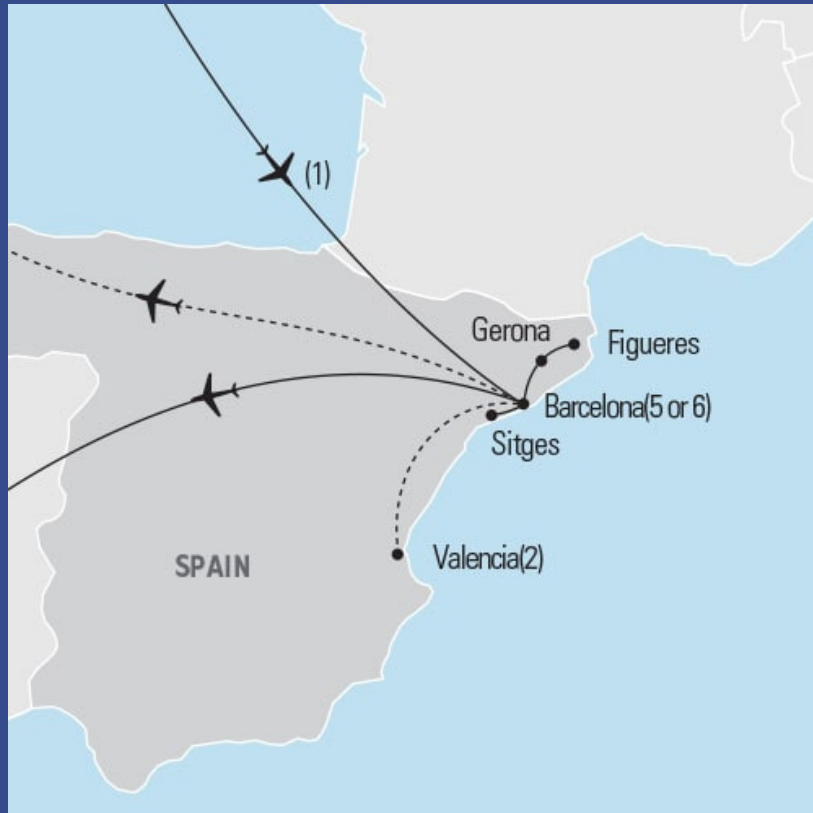 (1)
Gerona
Figueres
Barcelona(5 or 6)
Sitges
Valencia(2)
SPAIN